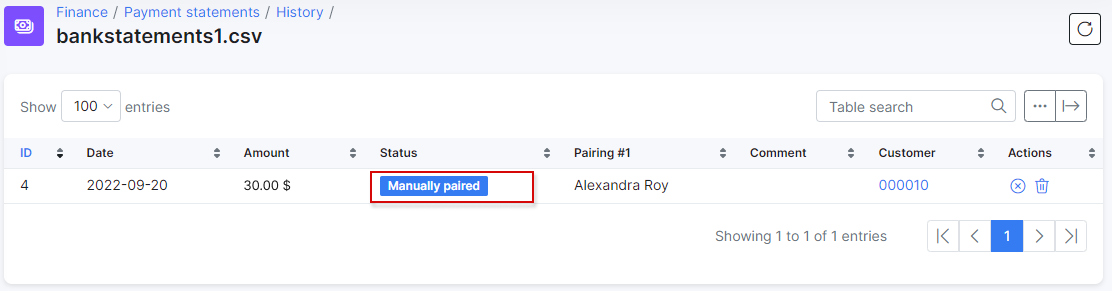 Finance / Payment statements / History /
bankstatements1.csv
Show 100 entries
Table search
ID Date Amount Status Pairing #1 Comment Customer Actions
4 2022-09-20 30.00 $ Manually paired Alexandra Roy 000010
Showing 1 to 1 of 1 entries
1